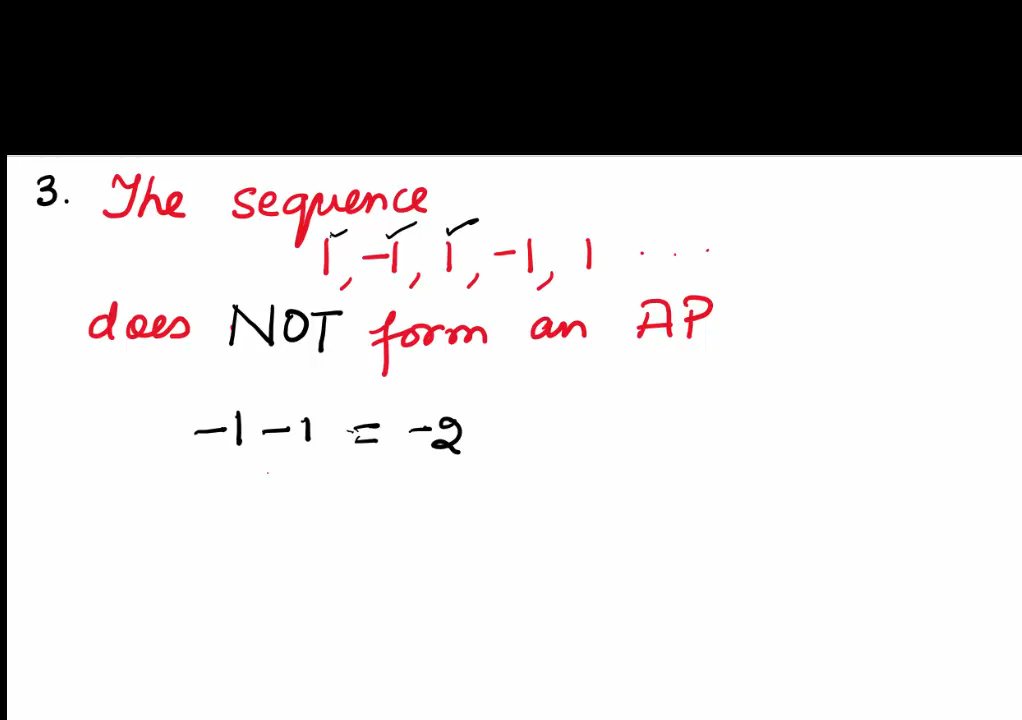 3. The sequence
1, -1, 1, -1, 1 . . .
does NOT form an AP
-1 - 1 = -2